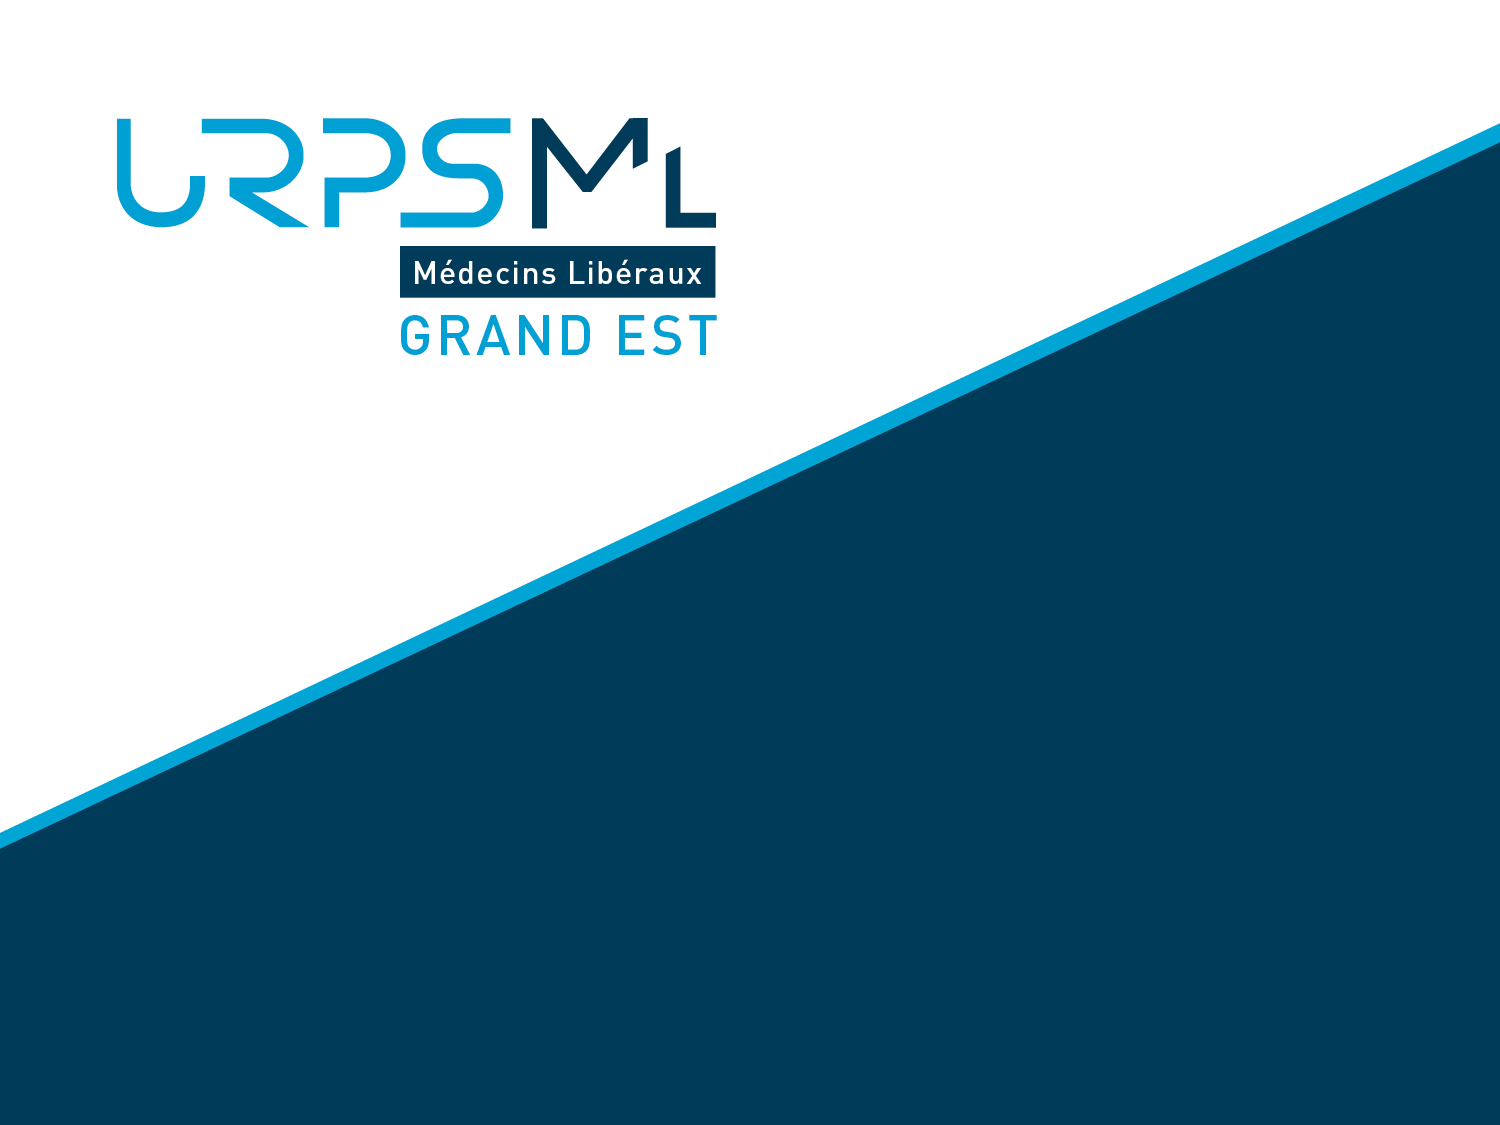 URPSML
Médecins Libéraux
GRAND EST